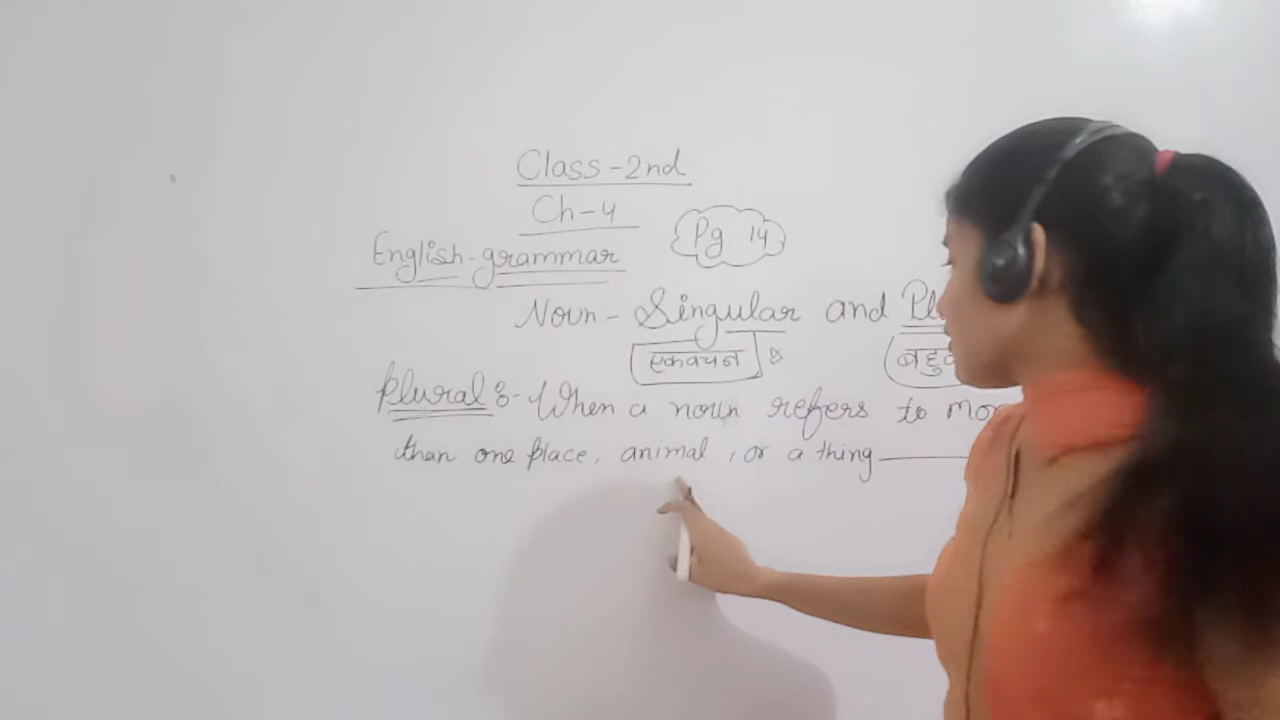 Class-2nd
Ch-4
English-grammar Pg 14
Noun- Singular and
एकवचन
Plural :- When a noun refers to
than one place, animal, or a thing